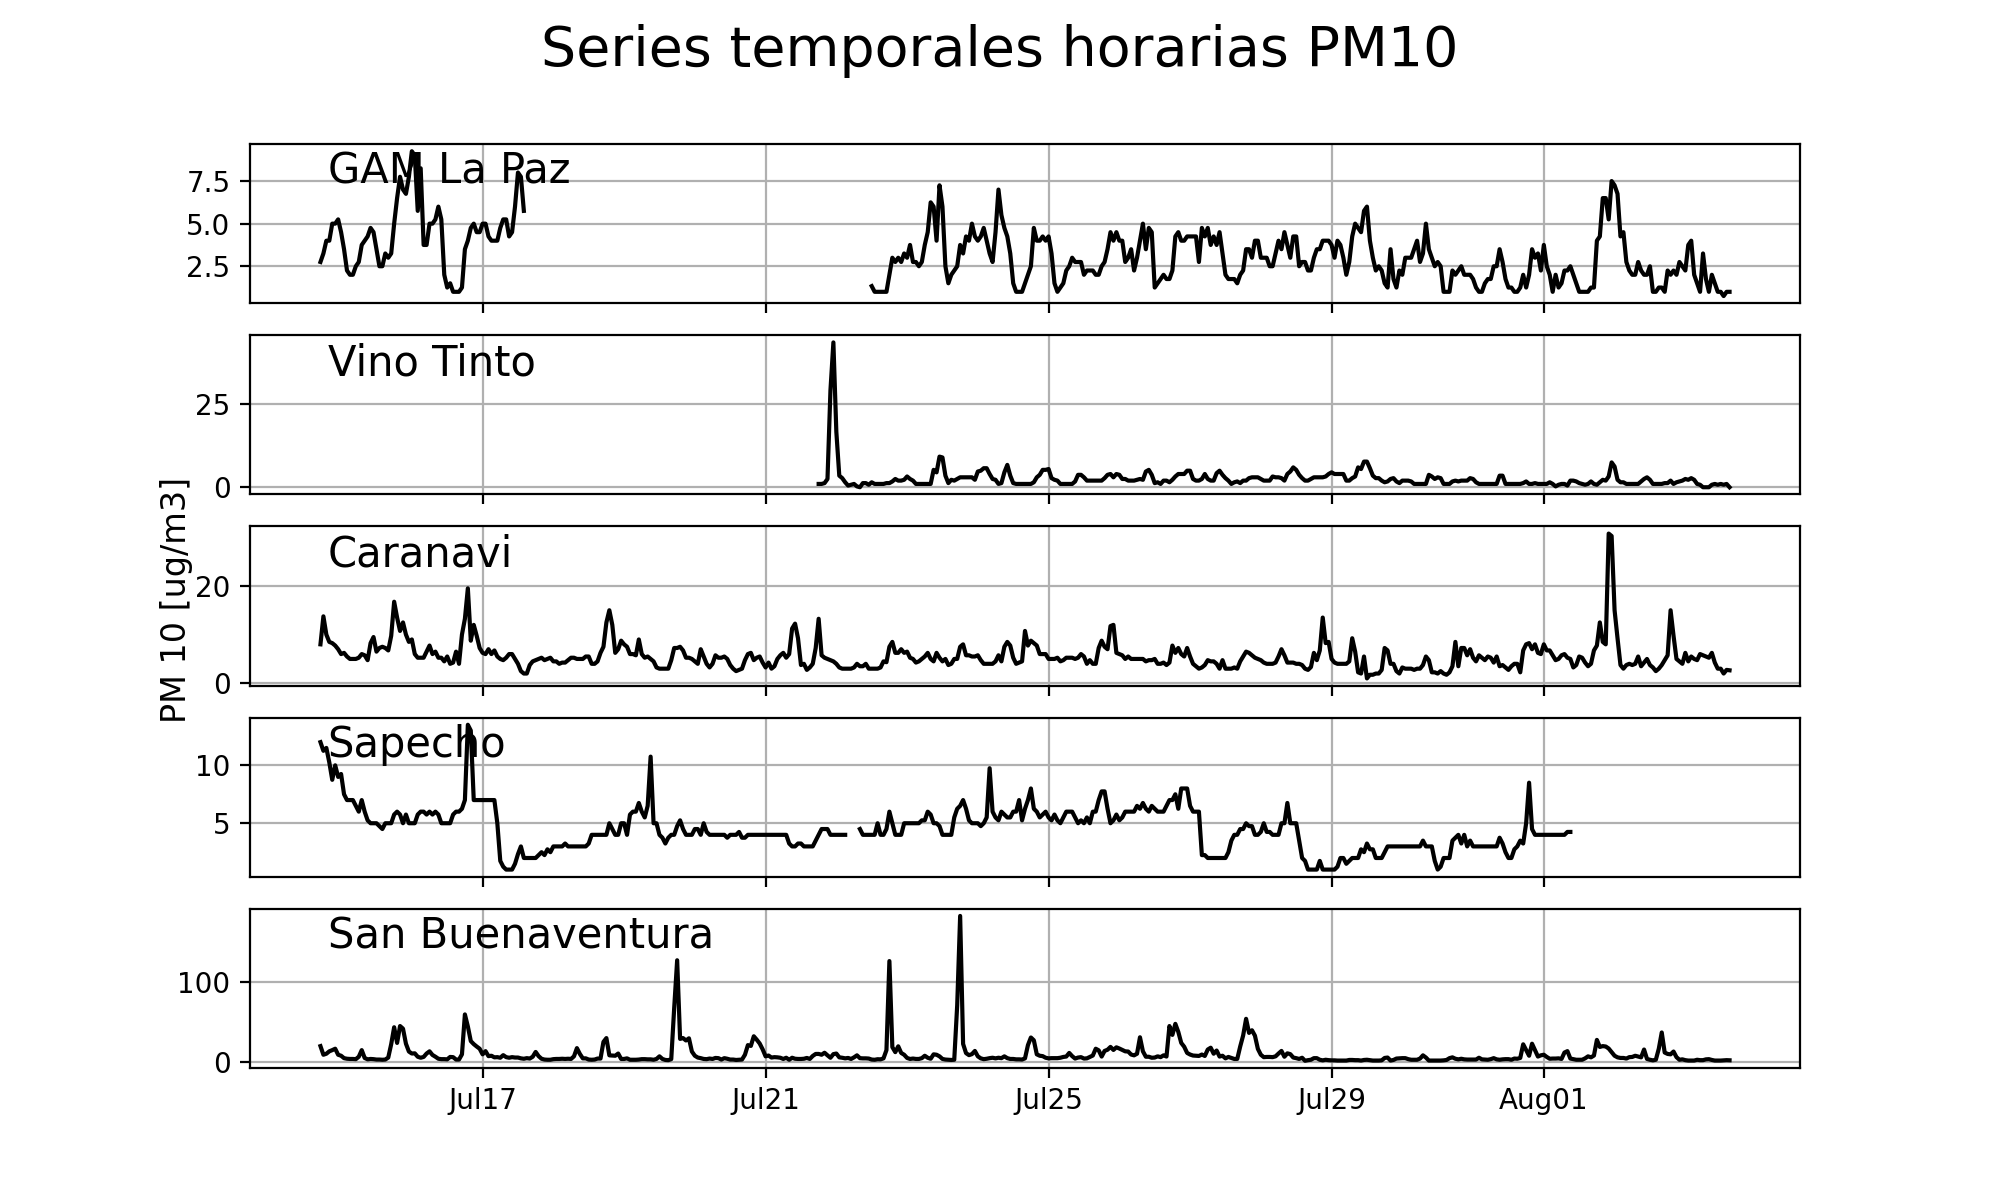 Series temporales horarias PM10
GAM La Paz
7.5
5.0
2.5
Vino Tinto
25
0
Caranavi
20
0
PM 10 [ug/m3]
Sapecho
10
5
San Buenaventura
100
0
Jul17 Jul21 Jul25 Jul29 Aug01